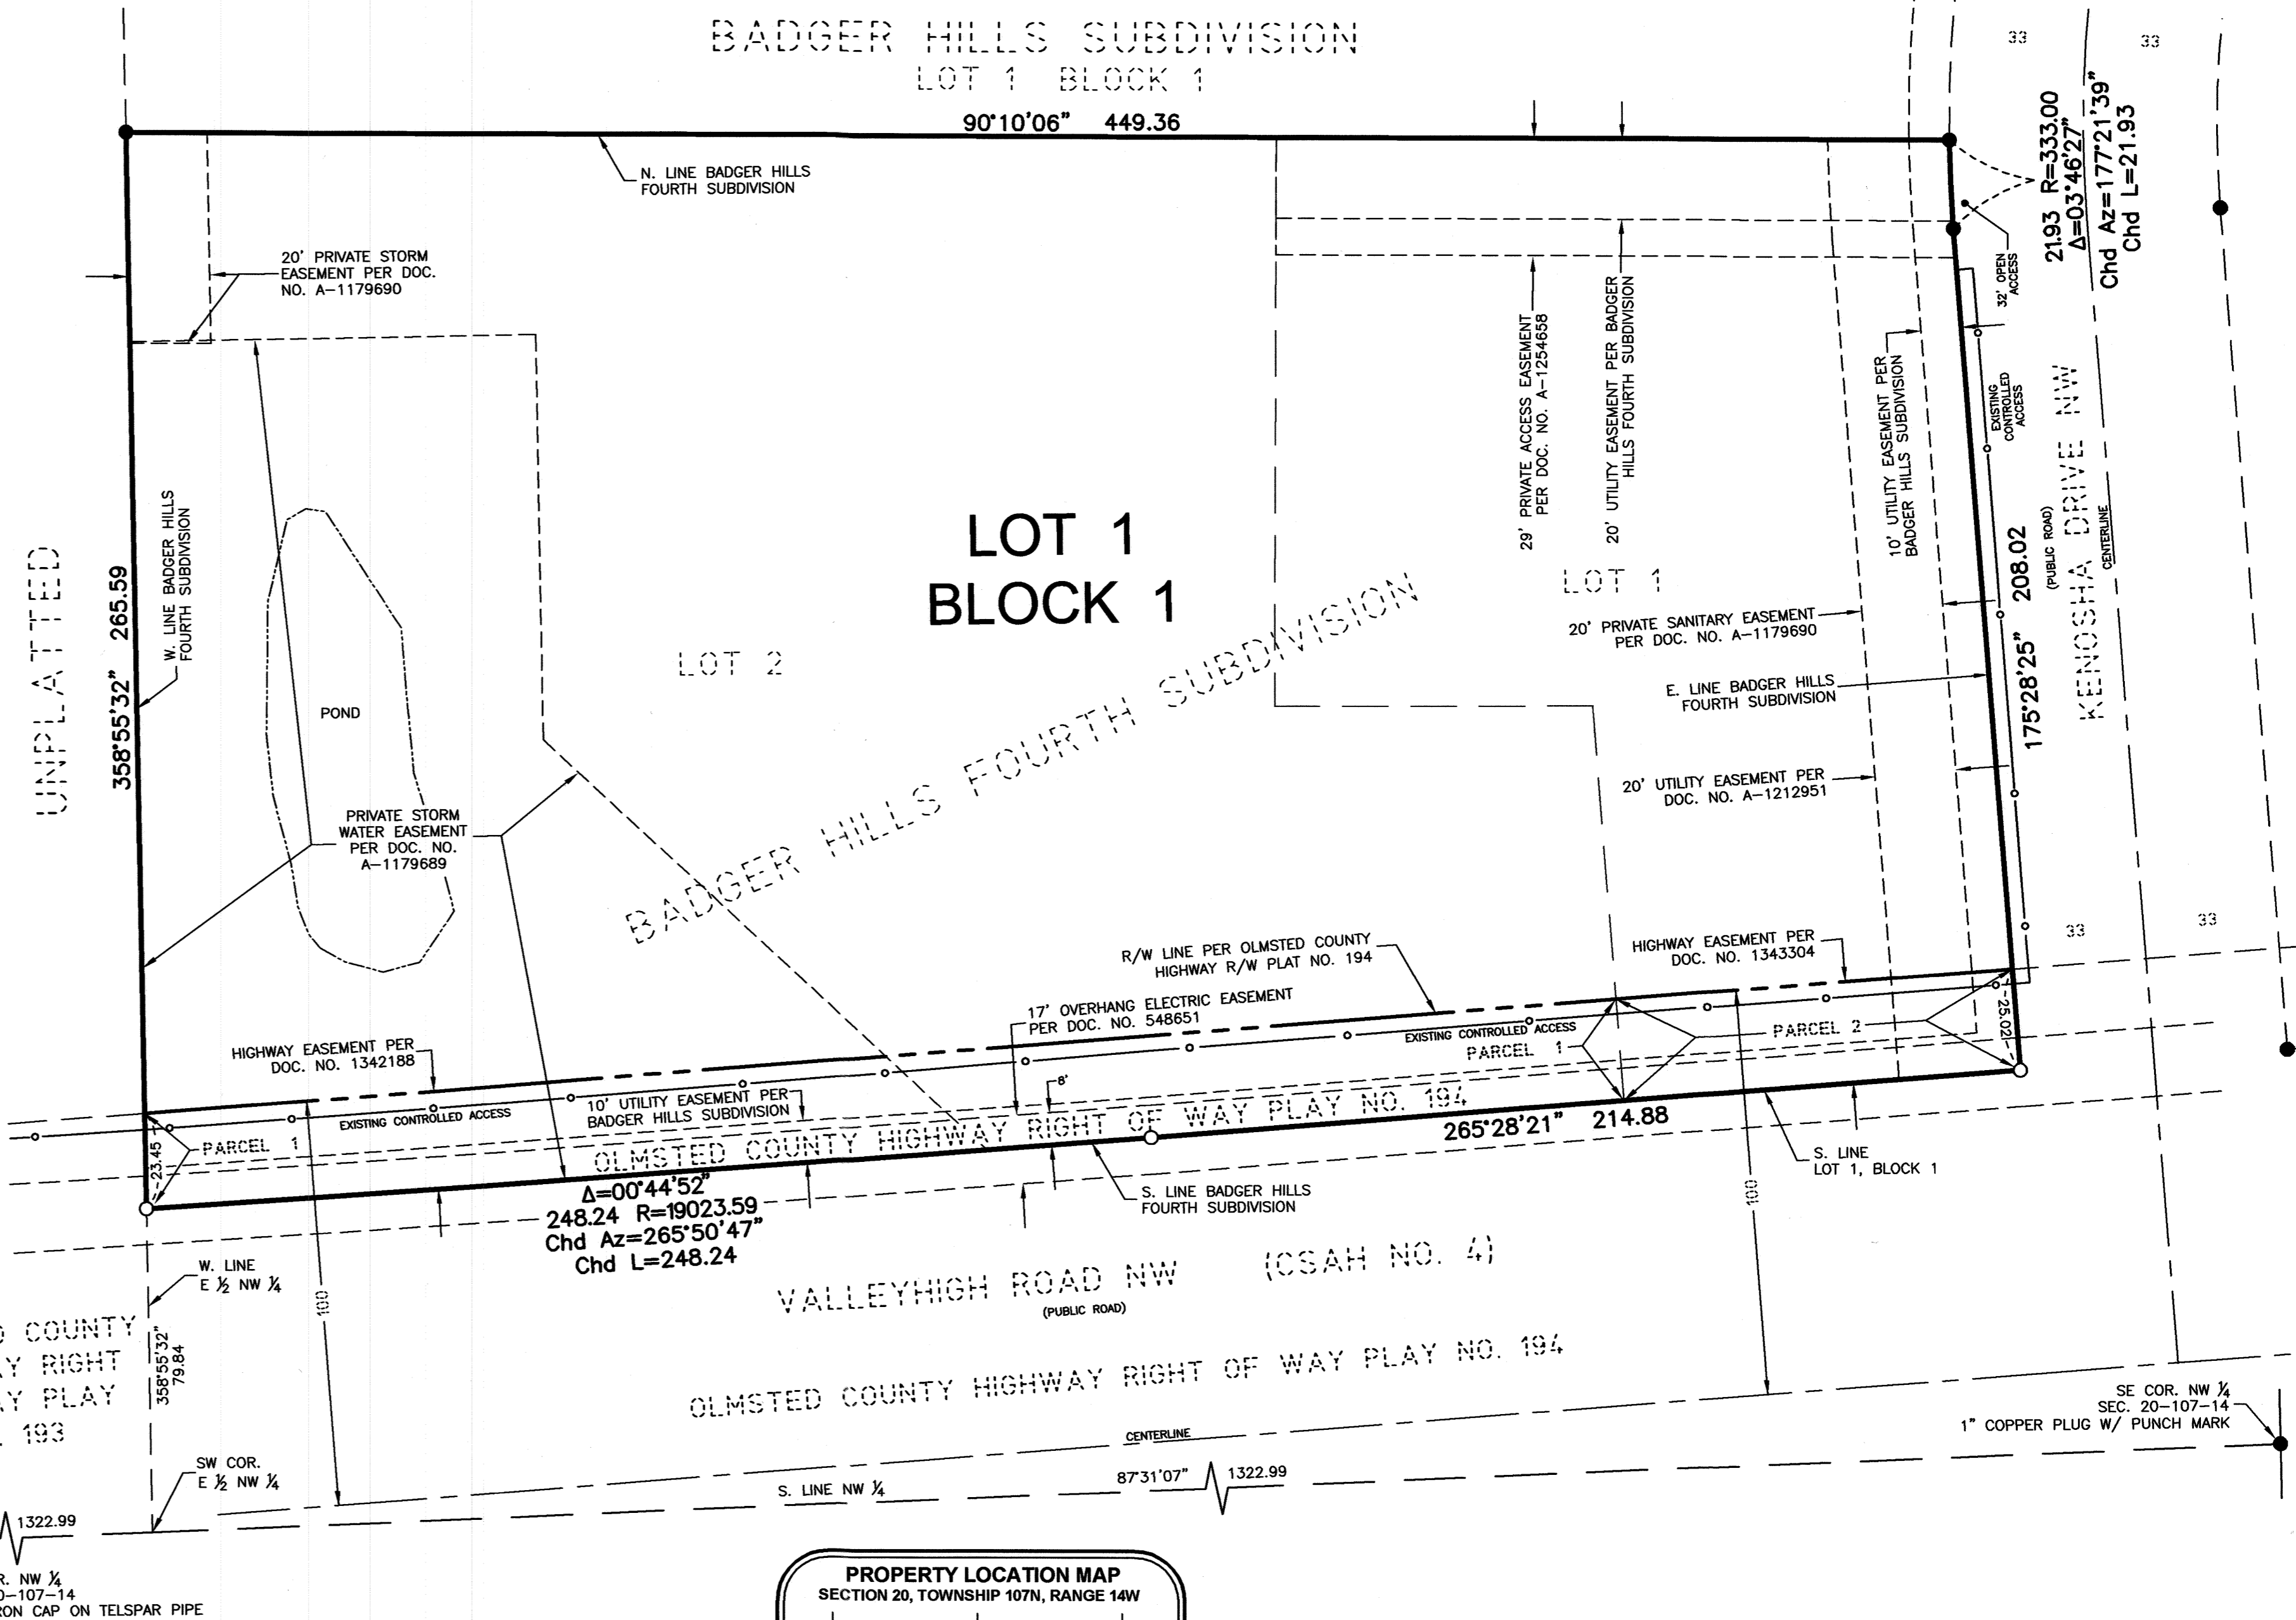 BADGER HILLS SUBDIVISION
LOT 1 BLOCK 1
90°10'06" 449.36
N. LINE BADGER HILLS
FOURTH SUBDIVISION
33
33
21.93 R=333.00
Δ=03°46'27"
Chd Az=177°21'39"
Chd L=21.93
20' PRIVATE STORM
EASEMENT PER DOC.
NO. A-1179690
32' OPEN
ACCESS
29' PRIVATE ACCESS EASEMENT
PER DOC. NO. A-1254658
20' UTILITY EASEMENT PER BADGER
HILLS FOURTH SUBDIVISION
10' UTILITY EASEMENT PER
BADGER HILLS SUBDIVISION
EXISTING
CONTROLLED
ACCESS
KENOSHA DRIVE NW
(PUBLIC ROAD)
CENTERLINE
175°28'25" 208.02
UNPLATTED
358°55'32" 265.59
W. LINE BADGER HILLS
FOURTH SUBDIVISION
LOT 1
BLOCK 1
LOT 1
LOT 2
BADGER HILLS FOURTH SUBDIVISION
20' PRIVATE SANITARY EASEMENT
PER DOC. NO. A-1179690
E. LINE BADGER HILLS
FOURTH SUBDIVISION
POND
20' UTILITY EASEMENT PER
DOC. NO. A-1212951
PRIVATE STORM
WATER EASEMENT
PER DOC. NO.
A-1179689
R/W LINE PER OLMSTED COUNTY
HIGHWAY R/W PLAT NO. 194
HIGHWAY EASEMENT PER
DOC. NO. 1343304
33
33
17' OVERHANG ELECTRIC EASEMENT
PER DOC. NO. 548651
EXISTING CONTROLLED ACCESS
PARCEL 1
PARCEL 2
25.02
HIGHWAY EASEMENT PER
DOC. NO. 1342188
EXISTING CONTROLLED ACCESS
10' UTILITY EASEMENT PER
BADGER HILLS SUBDIVISION
8'
PARCEL 1
23.45
OLMSTED COUNTY HIGHWAY RIGHT OF WAY PLAY NO. 194
265°28'21" 214.88
S. LINE
LOT 1, BLOCK 1
Δ=00°44'52"
248.24 R=19023.59
Chd Az=265°50'47"
Chd L=248.24
S. LINE BADGER HILLS
FOURTH SUBDIVISION
100
100
W. LINE
E ½ NW ¼
VALLEYHIGH ROAD NW (CSAH NO. 4)
(PUBLIC ROAD)
358°55'32"
79.84
COUNTY
Y RIGHT
Y PLAY
193
OLMSTED COUNTY HIGHWAY RIGHT OF WAY PLAY NO. 194
CENTERLINE
SE COR. NW ¼
SEC. 20-107-14
1" COPPER PLUG W/ PUNCH MARK
SW COR.
E ½ NW ¼
S. LINE NW ¼
87°31'07" 1322.99
1322.99
R. NW ¼
0-107-14
RON CAP ON TELSPAR PIPE
PROPERTY LOCATION MAP
SECTION 20, TOWNSHIP 107N, RANGE 14W